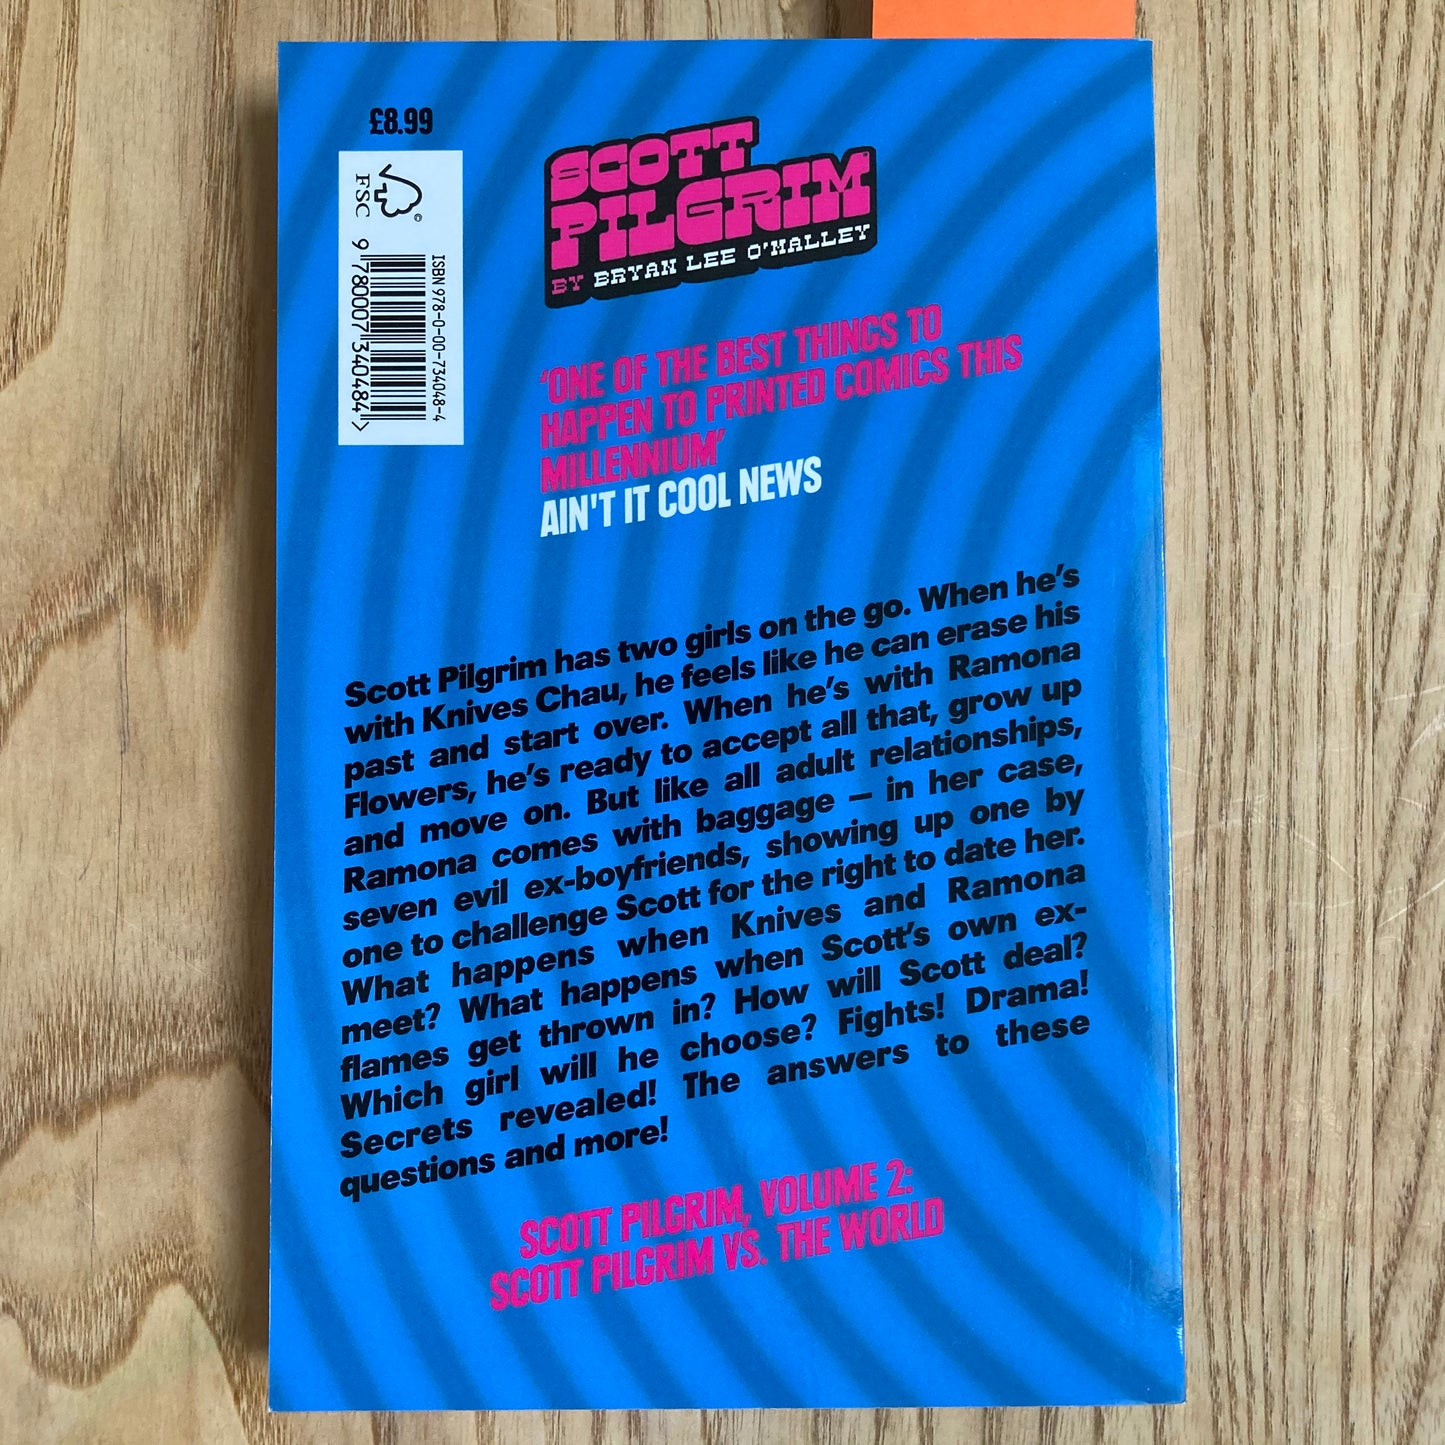 £8.99
FSC
©
ISBN 978-0-00-734048-4
9 780007 340484 >
SCOTT
PILGRIM
BY BRYAN LEE O'MALLEY
‘ONE OF THE BEST THINGS TO
HAPPEN TO PRINTED COMICS THIS
MILLENNIUM’
AIN'T IT COOL NEWS
Scott Pilgrim has two girls on the go. When he’s
with Knives Chau, he feels like he can erase his
past and start over. When he’s with Ramona
Flowers, he’s ready to accept all that, grow up
and move on. But like all adult relationships,
Ramona comes with baggage – in her case,
seven evil ex-boyfriends, showing up one by
one to challenge Scott for the right to date her.
What happens when Knives and Ramona
meet? What happens when Scott’s own ex-
flames get thrown in? How will Scott deal?
Which girl will he choose? Fights! Drama!
Secrets revealed! The answers to these
questions and more!
SCOTT PILGRIM, VOLUME 2:
SCOTT PILGRIM VS. THE WORLD